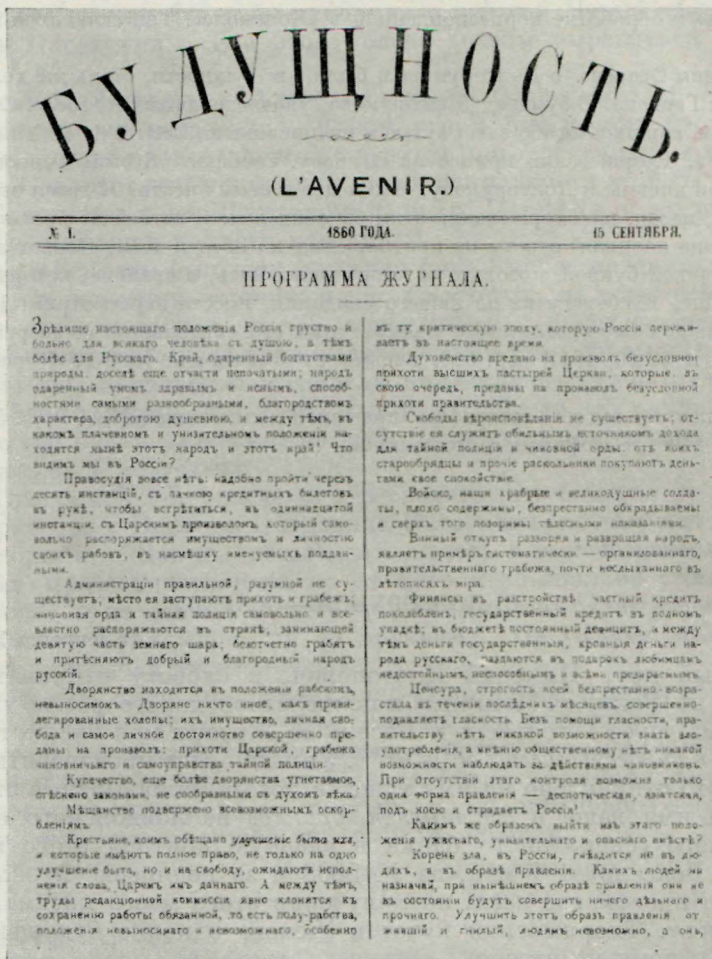 БУДУЩНОСТЬ.
(L'AVENIR.)
№ 1.
1860 ГОДА.
15 СЕНТЯБРЯ.
ПРОГРАММА ЖУРНАЛА.
Зрѣлище настоящаго положенія Россіи грустно и
больно для всякаго человѣка съ душою, а тѣмъ
болѣе для Русскаго. Край, одаренный богатствами
природы, доселѣ еще отчасти непочатыми; народъ
одаренный умомъ здравымъ и яснымъ, способ-
ностями самыми разнообразными, благородствомъ
характера, добротою душевною, и между тѣмъ, въ
какомъ плачевномъ и унизительномъ положеніи на-
ходятся нынѣ этотъ народъ и этотъ край! Что
видимъ мы въ Россіи?
Правосудія вовсе нѣтъ: надобно пройти черезъ
десять инстанцій, съ пачкою кредитныхъ билетовъ
въ рукѣ, чтобы встрѣтиться, въ одиннадцатой
инстанціи, съ Царскимъ произволомъ, который само-
вольно распоряжается имуществомъ и личностію
своихъ рабовъ, въ насмѣшку именуемыхъ поддан-
ными.
Администраціи правильной, разумной не су-
ществуетъ; мѣсто ея заступаютъ прихоть и грабежъ;
чиновная орда и тайная полиція самовольно и все-
властно распоряжаются въ странѣ, занимающей
девятую часть земнаго шара; безотчетно грабятъ
и притѣсняютъ добрый и благородный народъ
русскій.
Дворянство находится въ положеніи рабскомъ,
невыносимомъ. Дворяне ничто иное, какъ приви-
легированные холопы; ихъ имущество, личная сво-
бода и самое личное достоинство совершенно пре-
даны на произволъ: прихоти Царской, грабежа
чиновничьяго и самоуправства тайной полиціи.
Купечество, еще болѣе дворянства угнетаемое,
стѣснено законами, не сообразными съ духомъ вѣка.
Мѣщанство подвержено всевозможнымъ оскор-
бленіямъ.
Крестьяне, коимъ обѣщано улучшеніе быта ихъ,
и которые имѣютъ полное право, не только на одно
улучшеніе быта, но и на свободу, ожидаютъ испол-
ненія слова, Царемъ имъ даннаго. А между тѣмъ,
труды редакціонной коммиссіи явно клонятся къ
сохраненію работы обязанной, то есть полу-рабства,
положенія невыносимаго и невозможнаго, особенно
въ ту критическую эпоху, которую Россія пережи-
ваетъ въ настоящее время.
Духовенство предано на произволъ безусловной
прихоти высшихъ пастырей Церкви, которые, въ
свою очередь, преданы на произволъ безусловной
прихоти правительства.
Свободы вѣроисповѣданія не существуетъ; от-
сутствіе ея служитъ обильнымъ источникомъ дохода
для тайной полиціи и чиновной орды, отъ коихъ
старообрядцы и прочіе раскольники покупаютъ день-
гами свое спокойствіе.
Войско, наши храбрые и великодушные солда-
ты, плохо содержимы, безпрестанно обкрадываемы
и сверхъ того позоримы тѣлесными наказаніями.
Винный откупъ, разоряя и развращая народъ,
являетъ примѣръ систематически — организованнаго,
правительственнаго грабежа, почти неслыханнаго въ
лѣтописяхъ міра.
Финансы въ разстройствѣ, частный кредитъ
поколебленъ; государственный кредитъ въ полномъ
упадкѣ; въ бюджетѣ постоянный дефицитъ, а между
тѣмъ деньги государственныя, кровныя деньги на-
рода русскаго, раздаются въ подарокъ любимцамъ
недостойнымъ, неспособнымъ и всѣми презираемымъ.
Ценсура, строгость коей безпрестанно возра-
стала въ теченіи послѣднихъ мѣсяцевъ, совершенно
подавляетъ гласность. Безъ помощи гласности, пра-
вительству нѣтъ никакой возможности знать зло-
употребленія, а мнѣнію общественному нѣтъ никакой
возможности наблюдать за дѣйствіями чиновниковъ.
При отсутствіи этаго контроля возможна только
одна форма правленія — деспотическая, азіатская,
подъ коею и страдаетъ Россія!
Какимъ же образомъ выйти изъ этаго поло-
женія ужаснаго, унизительнаго и опаснаго вмѣстѣ?
- Корень зла, въ Россіи, гнѣздится не въ лю-
дяхъ, а въ образѣ правленія. Какихъ людей ни
назначай, при нынѣшнемъ образѣ правленія они не
въ состояніи будутъ совершить ничего дѣльнаго и
прочнаго. Улучшить этотъ образъ правленія от-
жившій и гнилый, людямъ невозможно, а онъ,